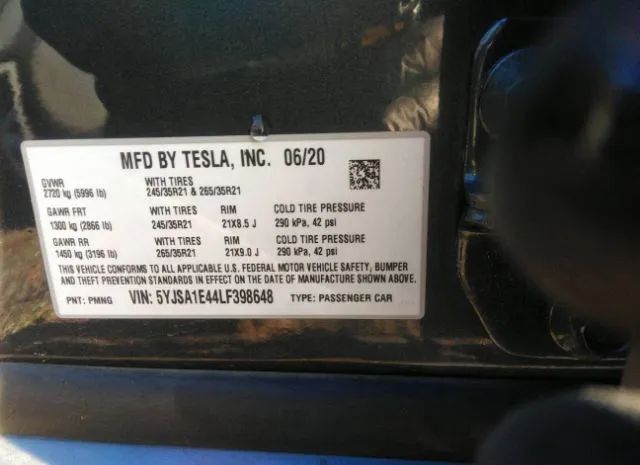 MFD BY TESLA, INC. 06/20
GVWR
2720 kg (5996 lb)
WITH TIRES
245/35R21 & 265/35R21
GAWR FRT
1300 kg (2866 lb)
WITH TIRES
245/35R21
RIM
21X8.5 J
COLD TIRE PRESSURE
290 kPa, 42 psi
GAWR RR
1450 kg (3196 lb)
WITH TIRES
265/35R21
RIM
21X9.0 J
COLD TIRE PRESSURE
290 kPa, 42 psi
THIS VEHICLE CONFORMS TO ALL APPLICABLE U.S. FEDERAL MOTOR VEHICLE SAFETY, BUMPER
AND THEFT PREVENTION STANDARDS IN EFFECT ON THE DATE OF MANUFACTURE SHOWN ABOVE.
PNT: PMNG VIN: 5YJSA1E44LF398648 TYPE: PASSENGER CAR